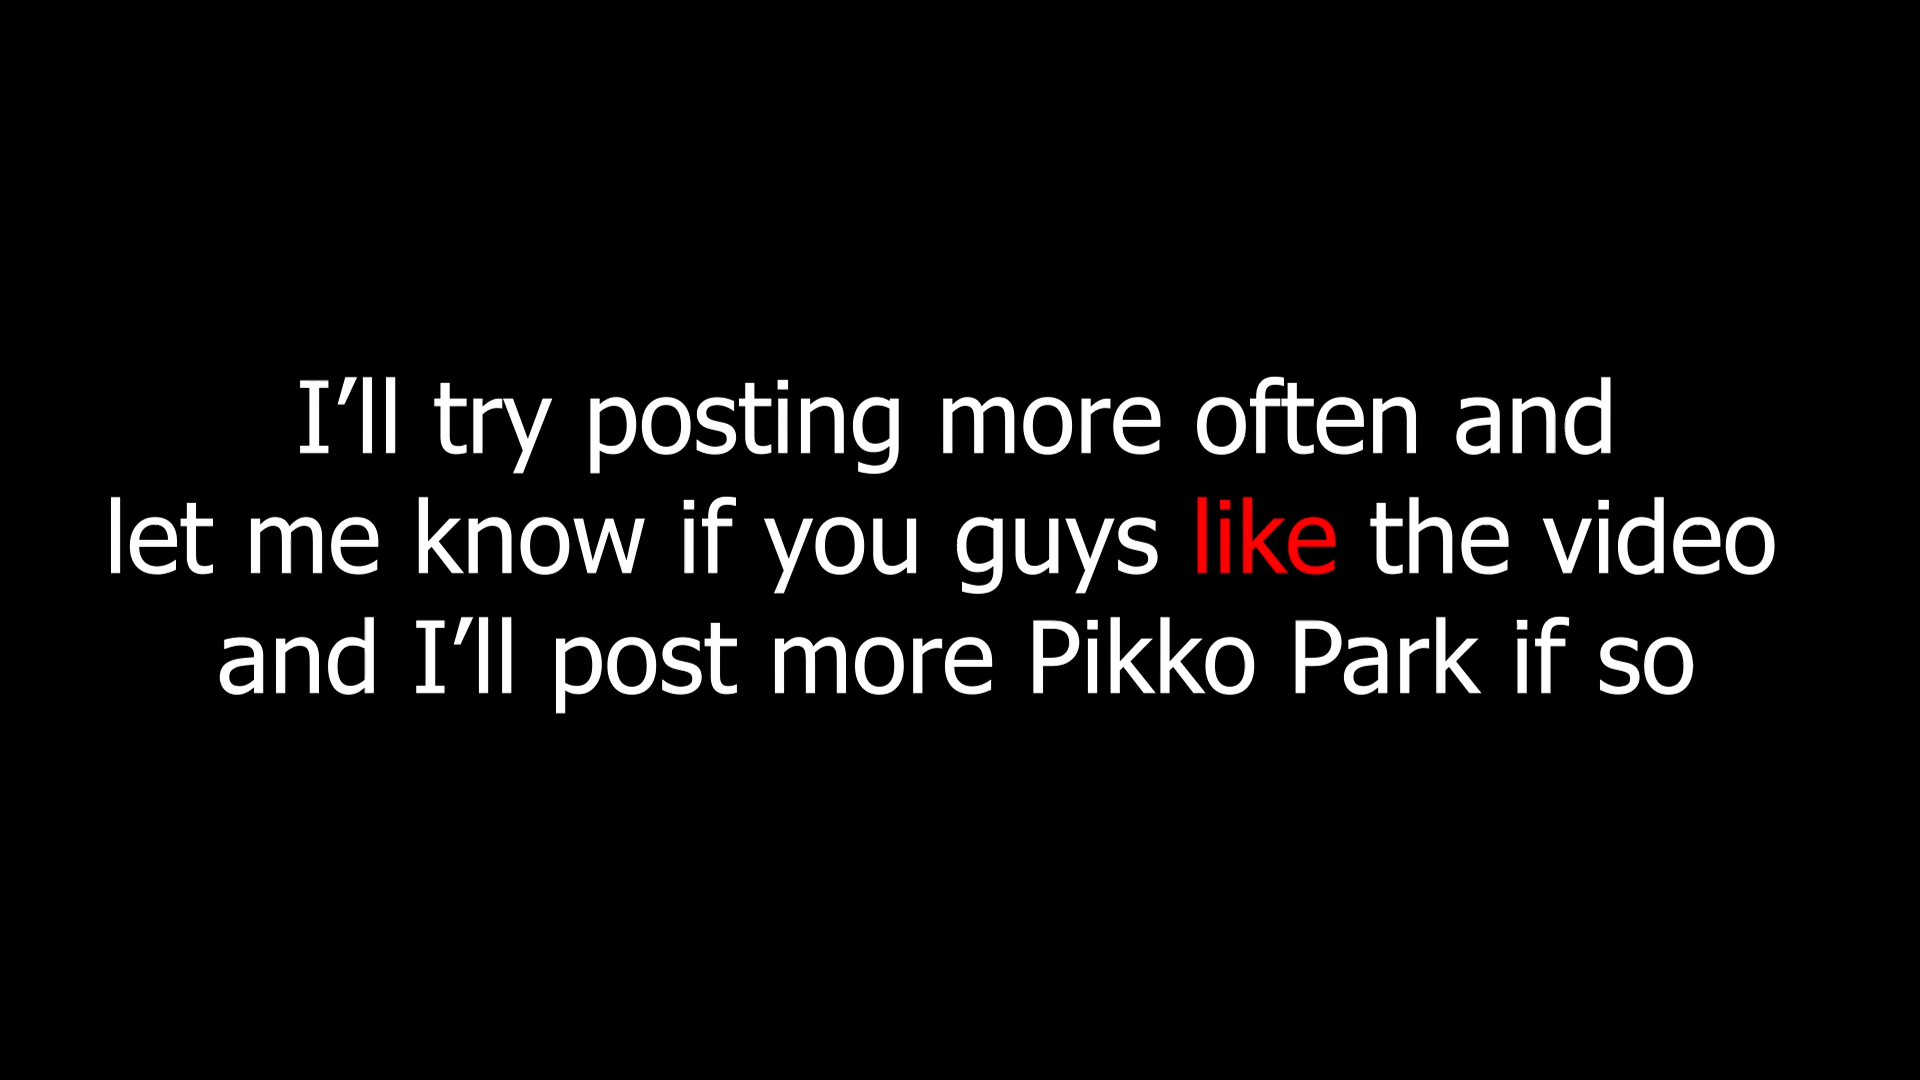 I’ll try posting more often and
let me know if you guys like the video
and I’ll post more Pikko Park if so